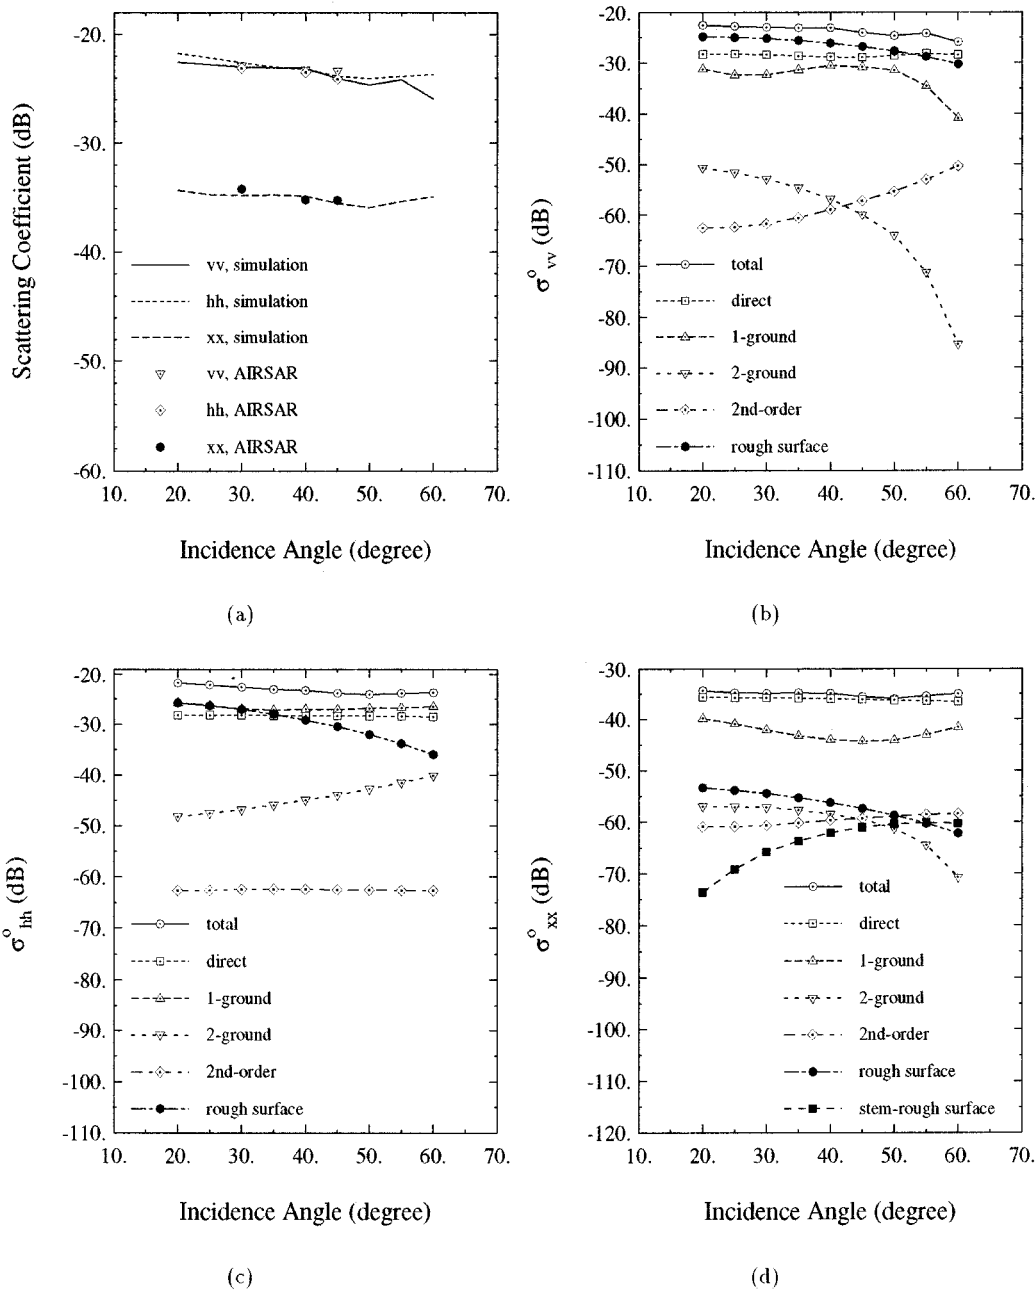 -20.
-30.
-40.
-50.
-60.
Scattering Coefficient (dB)
vv, simulation
hh, simulation
xx, simulation
vv, AIRSAR
hh, AIRSAR
xx, AIRSAR
10. 20. 30. 40. 50. 60. 70.
Incidence Angle (degree)
(a)
-20.
-30.
-40.
-50.
-60.
-70.
-80.
-90.
-100.
-110.
σ°vv (dB)
total
direct
1-ground
2-ground
2nd-order
rough surface
10. 20. 30. 40. 50. 60. 70.
Incidence Angle (degree)
(b)
-20.
-30.
-40.
-50.
-60.
-70.
-80.
-90.
-100.
-110.
σ°hh (dB)
total
direct
1-ground
2-ground
2nd-order
rough surface
10. 20. 30. 40. 50. 60. 70.
Incidence Angle (degree)
(c)
-30.
-40.
-50.
-60.
-70.
-80.
-90.
-100.
-110.
-120.
σ°xx (dB)
total
direct
1-ground
2-ground
2nd-order
rough surface
stem-rough surface
10. 20. 30. 40. 50. 60. 70.
Incidence Angle (degree)
(d)